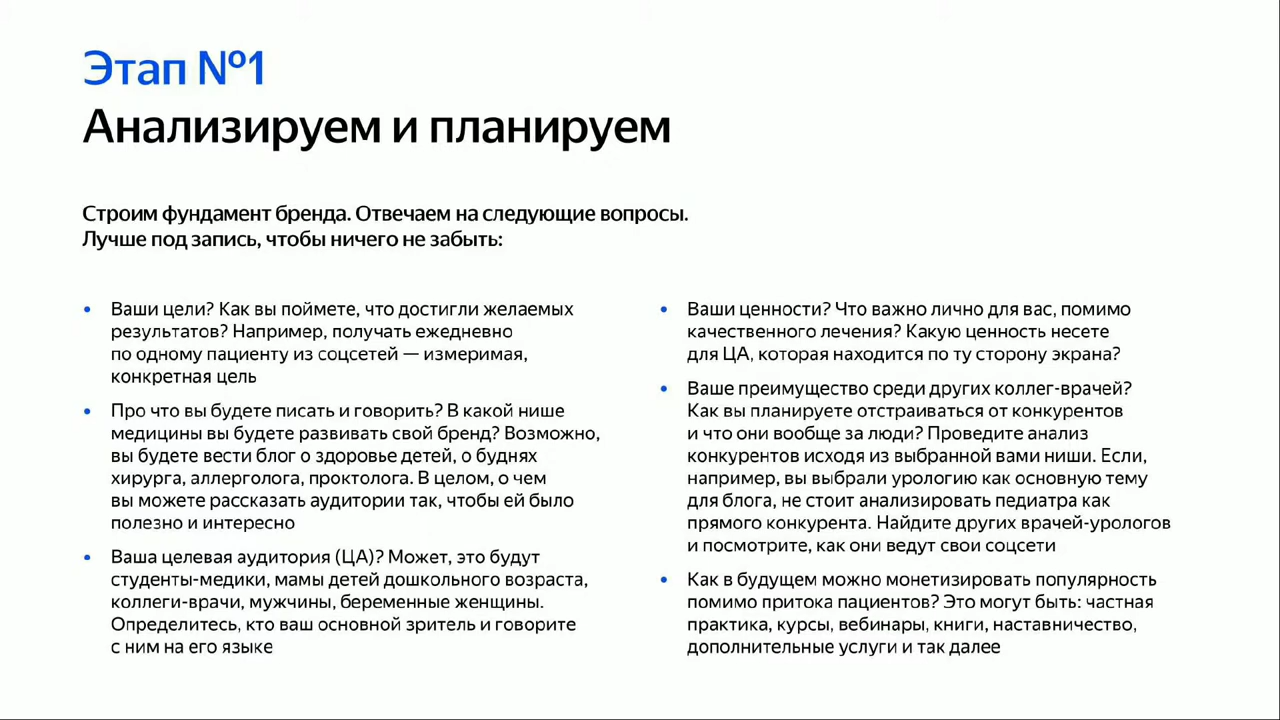 Этап №1
Анализируем и планируем
Строим фундамент бренда. Отвечаем на следующие вопросы.
Лучше под запись, чтобы ничего не забыть:
• Ваши цели? Как вы поймете, что достигли желаемых
результатов? Например, получать ежедневно
по одному пациенту из соцсетей — измеримая,
конкретная цель
• Про что вы будете писать и говорить? В какой нише
медицины вы будете развивать свой бренд? Возможно,
вы будете вести блог о здоровье детей, о буднях
хирурга, аллерголога, проктолога. В целом, о чем
вы можете рассказать аудитории так, чтобы ей было
полезно и интересно
• Ваша целевая аудитория (ЦА)? Может, это будут
студенты-медики, мамы детей дошкольного возраста,
коллеги-врачи, мужчины, беременные женщины.
Определитесь, кто ваш основной зритель и говорите
с ним на его языке
• Ваши ценности? Что важно лично для вас, помимо
качественного лечения? Какую ценность несете
для ЦА, которая находится по ту сторону экрана?
• Ваше преимущество среди других коллег-врачей?
Как вы планируете отстраиваться от конкурентов
и что они вообще за люди? Проведите анализ
конкурентов исходя из выбранной вами ниши. Если,
например, вы выбрали урологию как основную тему
для блога, не стоит анализировать педиатра как
прямого конкурента. Найдите других врачей-урологов
и посмотрите, как они ведут свои соцсети
• Как в будущем можно монетизировать популярность
помимо притока пациентов? Это могут быть: частная
практика, курсы, вебинары, книги, наставничество,
дополнительные услуги и так далее